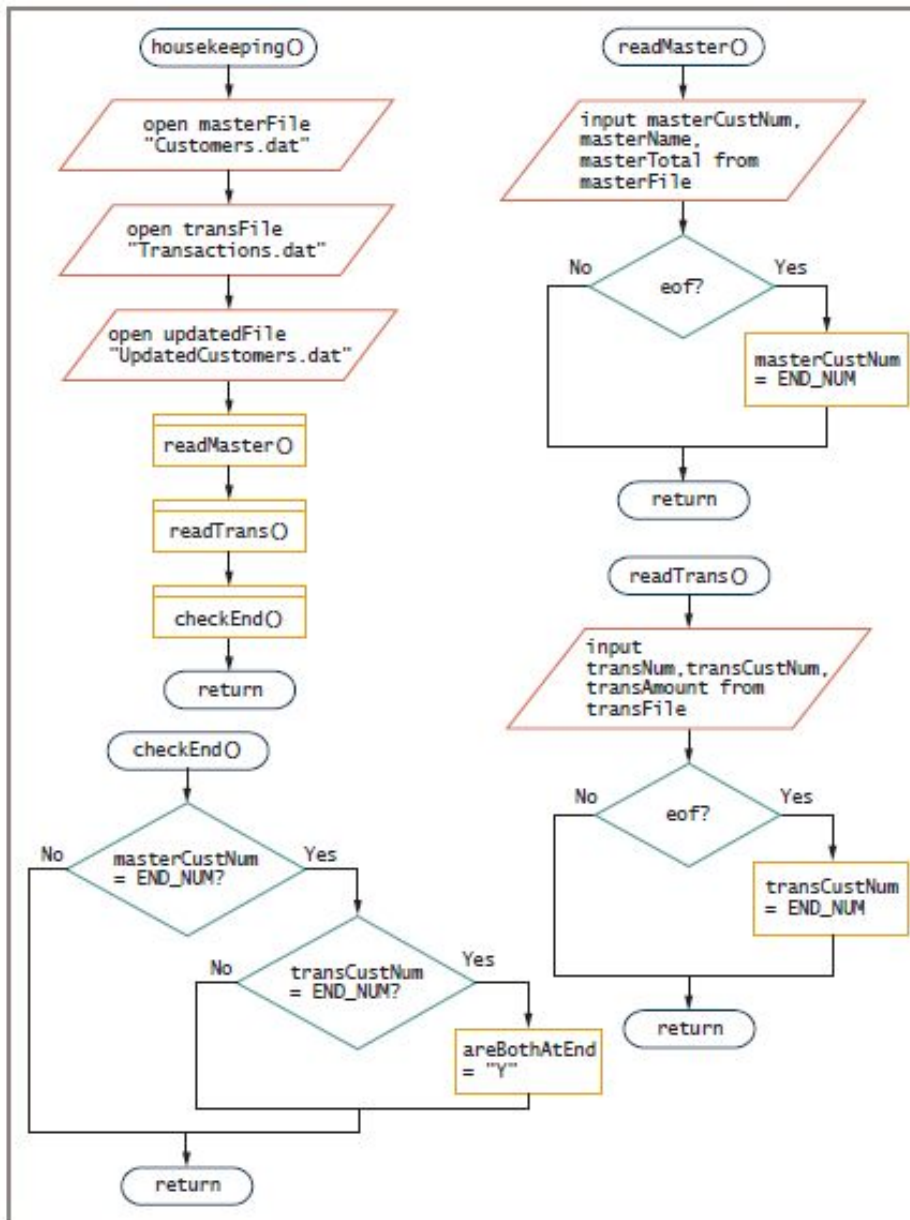 housekeeping()
open masterFile
"Customers.dat"
open transFile
"Transactions.dat"
open updatedFile
"UpdatedCustomers.dat"
readMaster()
readTrans()
checkEnd()
return
readMaster()
input masterCustNum,
masterName,
masterTotal from
masterFile
No
eof?
Yes
masterCustNum
= END_NUM
return
readTrans()
input
transNum,transCustNum,
transAmount from
transFile
No
eof?
Yes
transCustNum
= END_NUM
return
checkEnd()
No
masterCustNum
= END_NUM?
Yes
No
transCustNum
= END_NUM?
Yes
areBothAtEnd
= "Y"
return